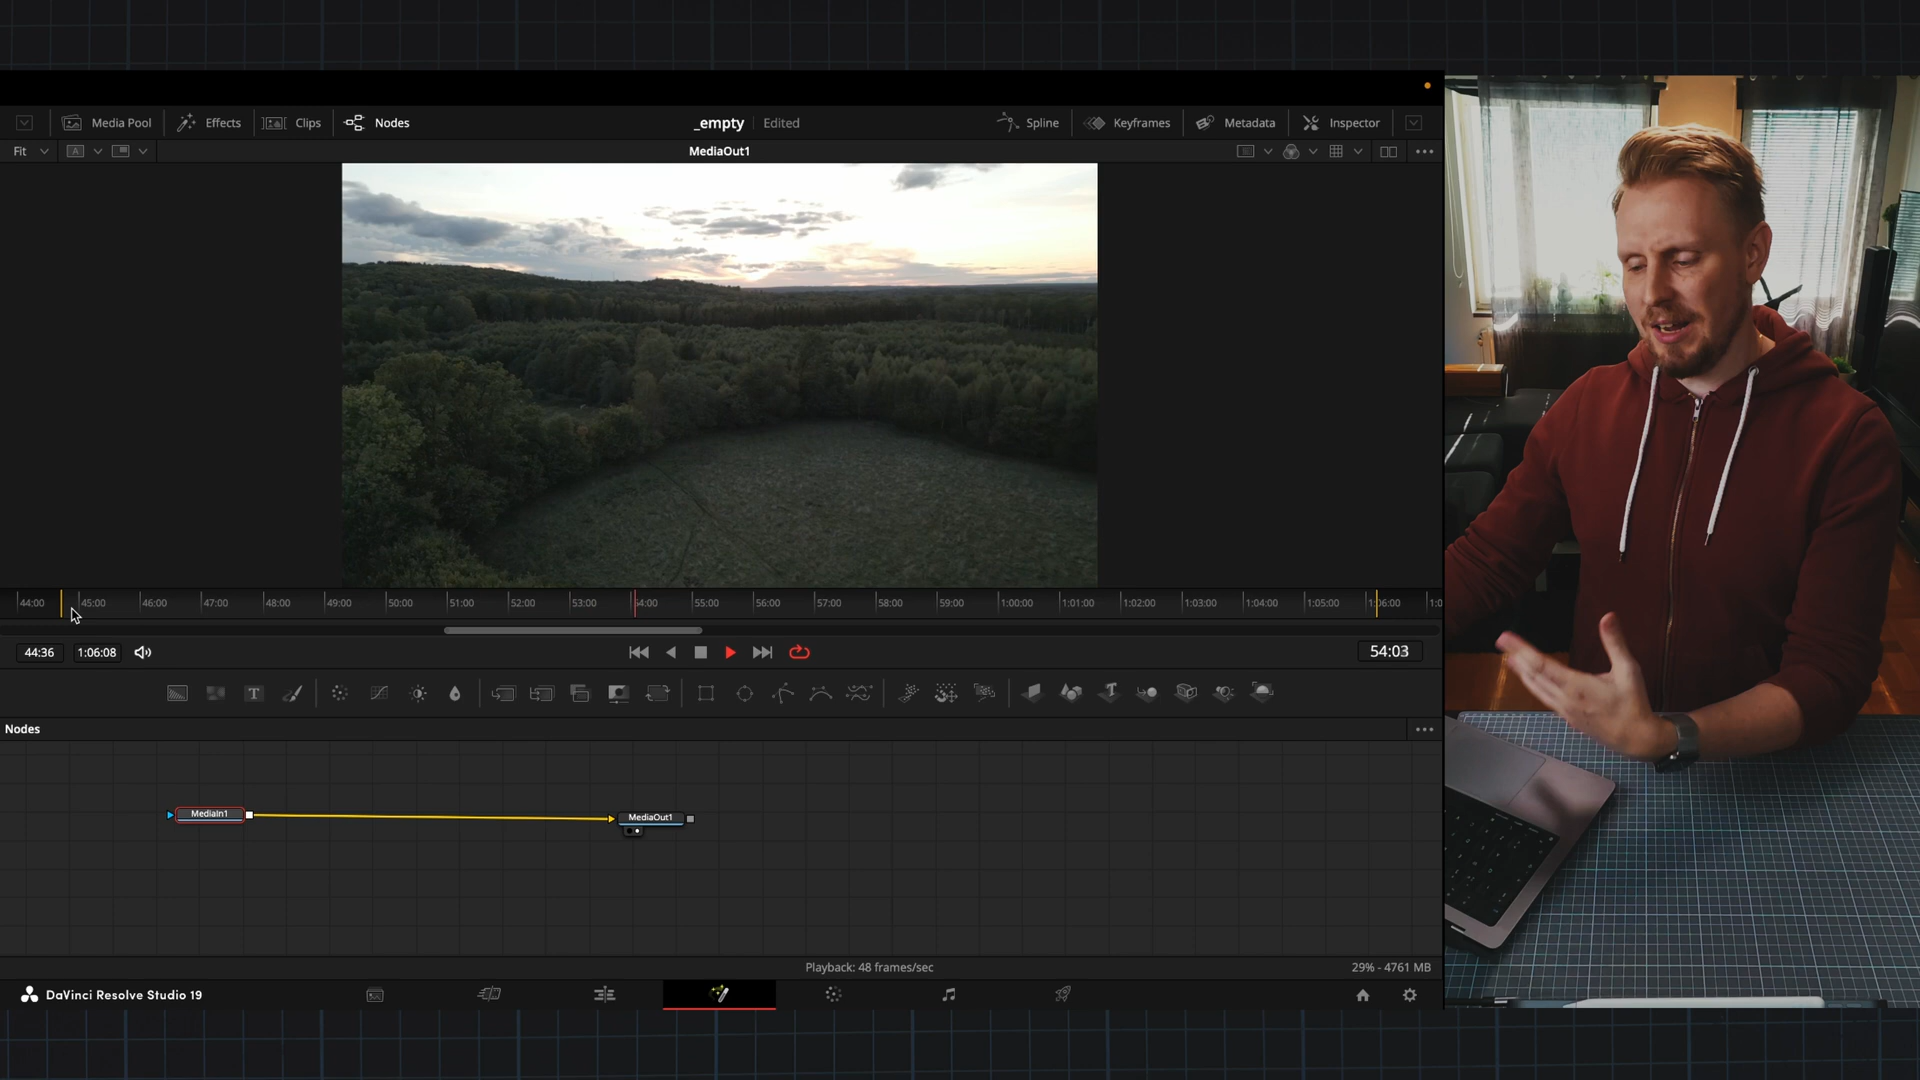 Media Pool Effects Clips Nodes _empty Edited Spline Keyframes Metadata Inspector
Fit A MediaOut1
44:00 45:00 46:00 47:00 48:00 49:00 50:00 51:00 52:00 53:00 54:00 55:00 56:00 57:00 58:00 59:00 1:00:00 1:01:00 1:02:00 1:03:00 1:04:00 1:05:00 1:06:00 1:0
44:36 1:06:08 54:03
T T
Nodes
MediaIn1 MediaOut1
Playback: 48 frames/sec 29% - 4761 MB
DaVinci Resolve Studio 19